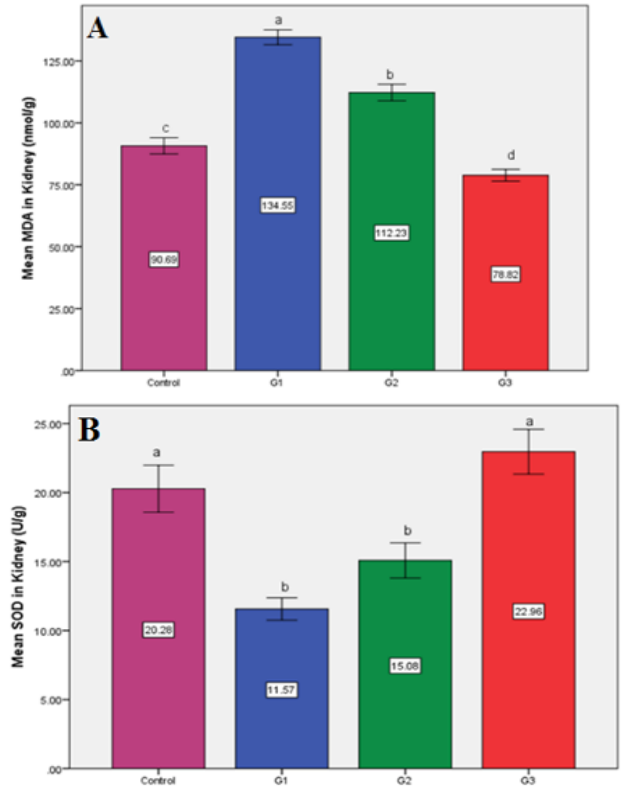 A
Mean MDA in Kidney (nmol/g)
125.00
100.00
75.00
50.00
25.00
.00
c
a
b
d
90.69
134.55
112.23
78.82
Control
G1
G2
G3
B
Mean SOD in Kidney (U/g)
25.00
20.00
15.00
10.00
5.00
.00
a
b
b
a
20.28
11.57
15.08
22.96
Control
G1
G2
G3